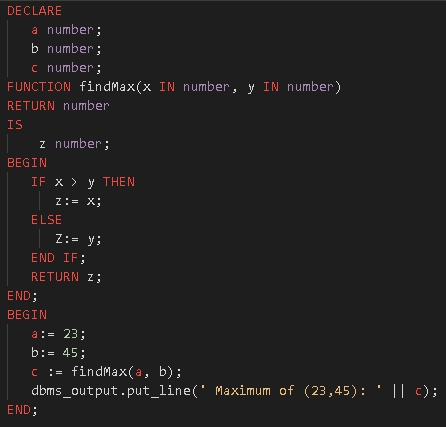 DECLARE
a number;
b number;
c number;
FUNCTION findMax(x IN number, y IN number)
RETURN number
IS
z number;
BEGIN
IF x > y THEN
z:= x;
ELSE
Z:= y;
END IF;
RETURN z;
END;
BEGIN
a:= 23;
b:= 45;
c := findMax(a, b);
dbms_output.put_line(' Maximum of (23,45): ' || c);
END;